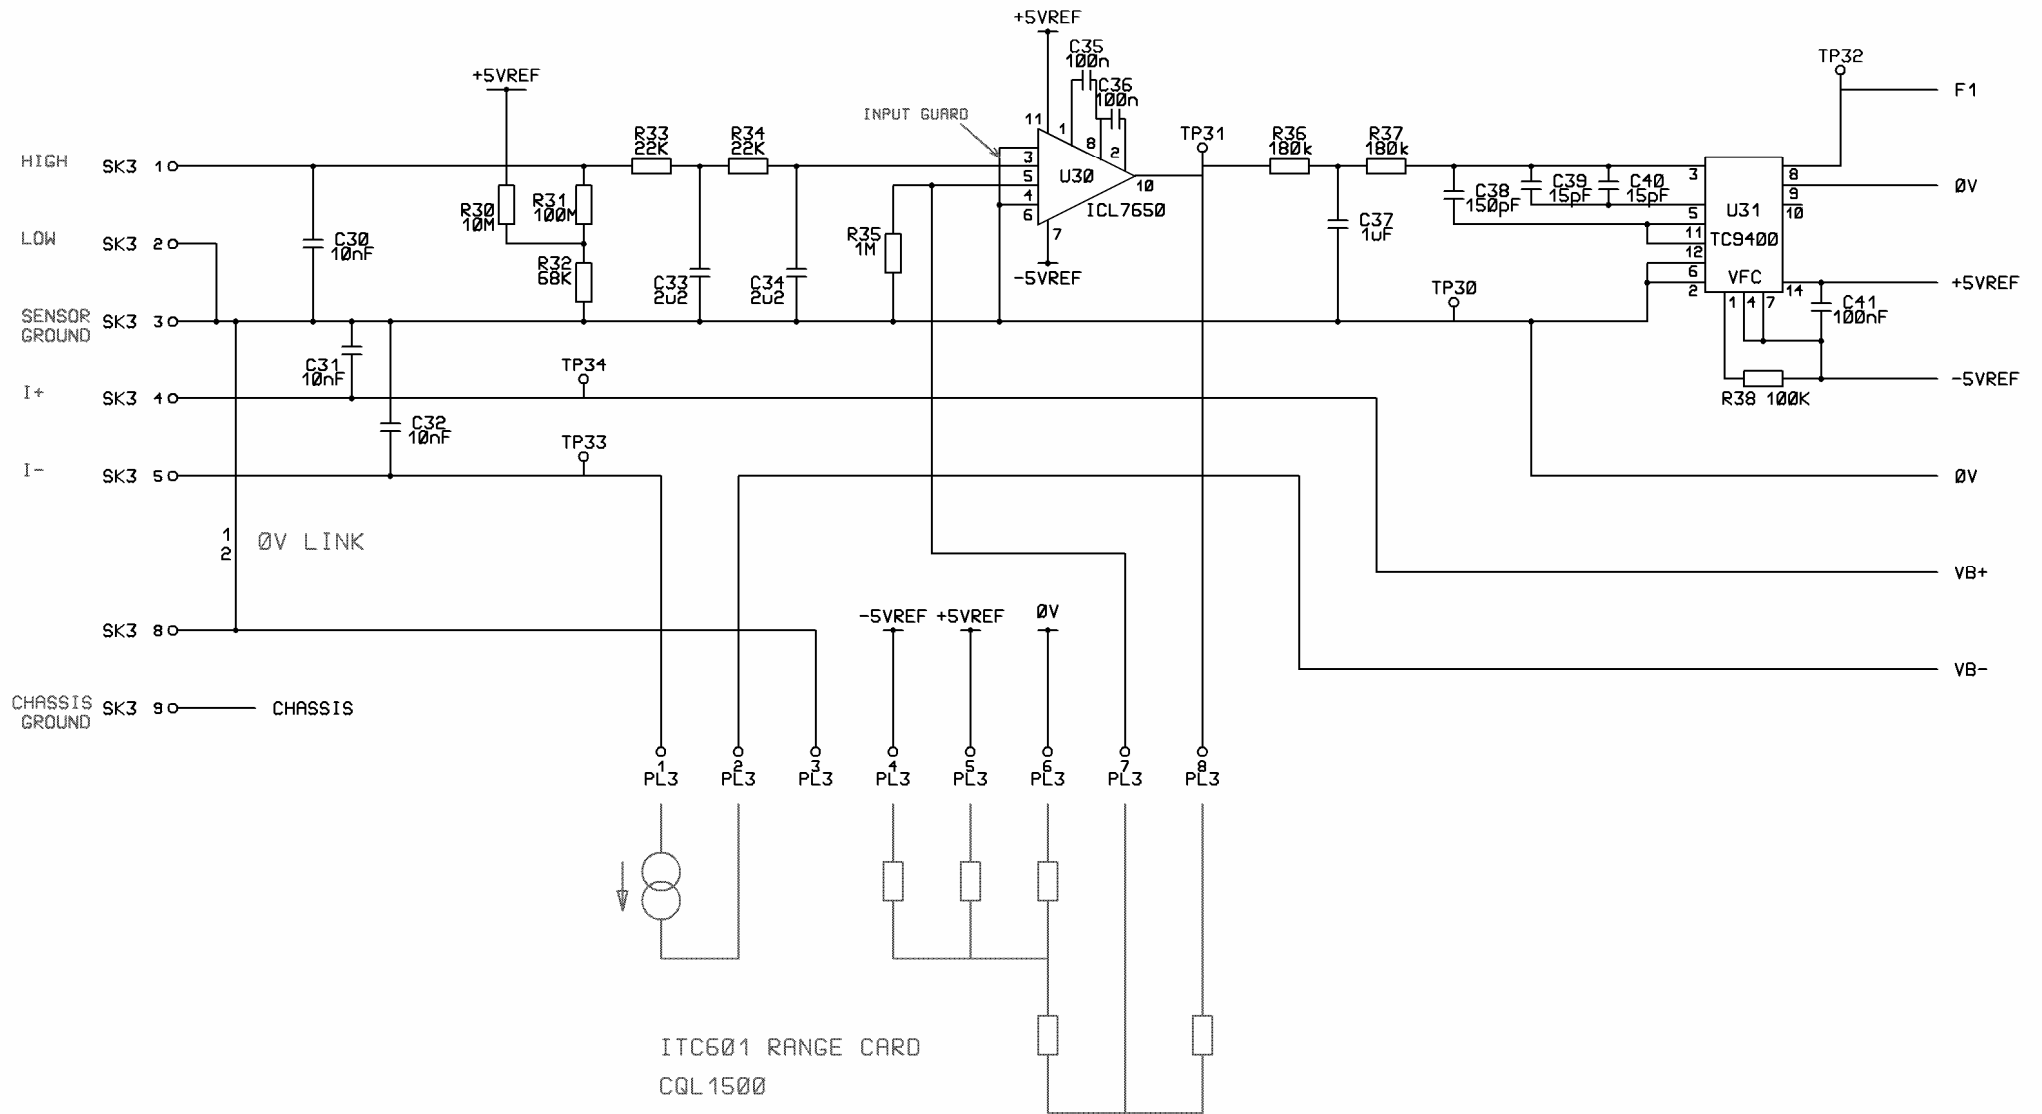 +5VREF
C35
100n
C36
100n
TP32
F1
+5VREF
INPUT GUARD
11
1
8
2
HIGH
SK3 1
R33
22K
R34
22K
3
5
4
6
U30
10
ICL7650
7
-5VREF
TP31
R36
180k
R37
180k
3
8
9
10
0V
C38
150pF
C39
15pF
C40
15pF
5
11
12
6
2
U31
TC9400
VFC
14
1
4
7
R30
10M
R31
100M
R32
68K
LOW
SK3 2
C30
10nF
C33
2u2
C34
2u2
R35
1M
C37
1uF
TP30
+5VREF
C41
100nF
SENSOR
GROUND
SK3 3
C31
10nF
TP34
-5VREF
R38 100K
I+
SK3 4
C32
10nF
TP33
I-
SK3 5
0V
1
2
0V LINK
VB+
SK3 8
-5VREF
+5VREF
0V
VB-
CHASSIS
GROUND
SK3 9
CHASSIS
1
PL3
2
PL3
3
PL3
4
PL3
5
PL3
6
PL3
7
PL3
8
PL3
ITC601 RANGE CARD
CQL1500